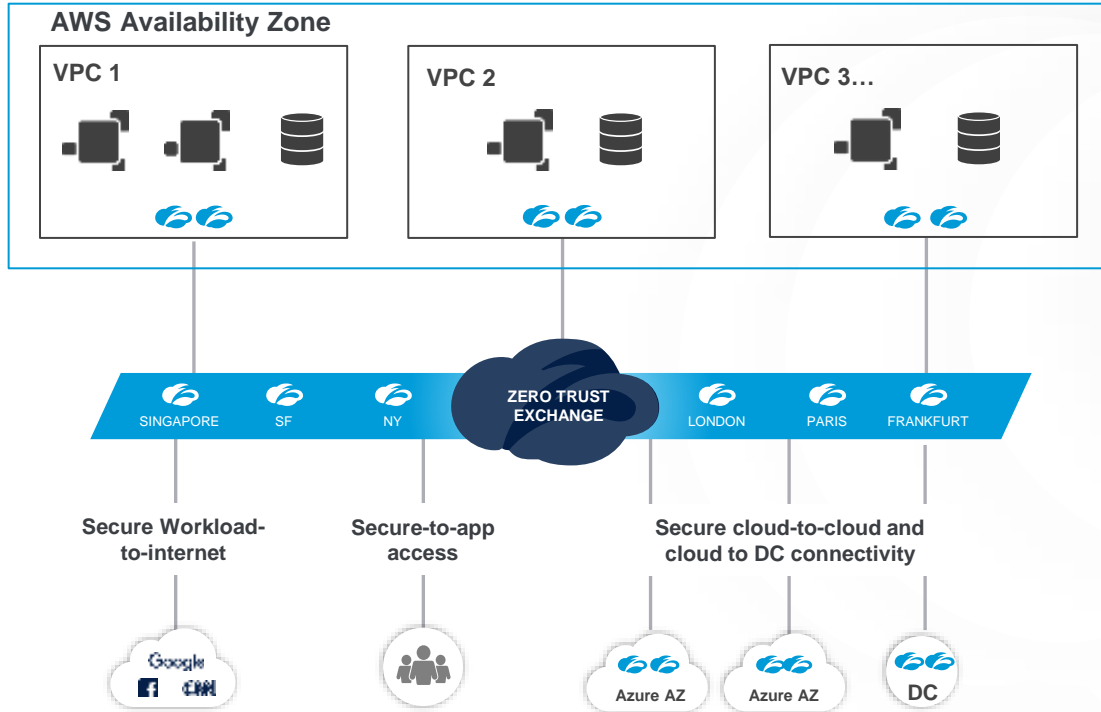 AWS Availability Zone
VPC 1
VPC 2
VPC 3...
ZERO TRUST
EXCHANGE
SINGAPORE
SF
NY
LONDON
PARIS
FRANKFURT
Secure Workload-
to-internet
Secure-to-app
access
Secure cloud-to-cloud and
cloud to DC connectivity
Google
f CNN
Azure AZ
Azure AZ
DC